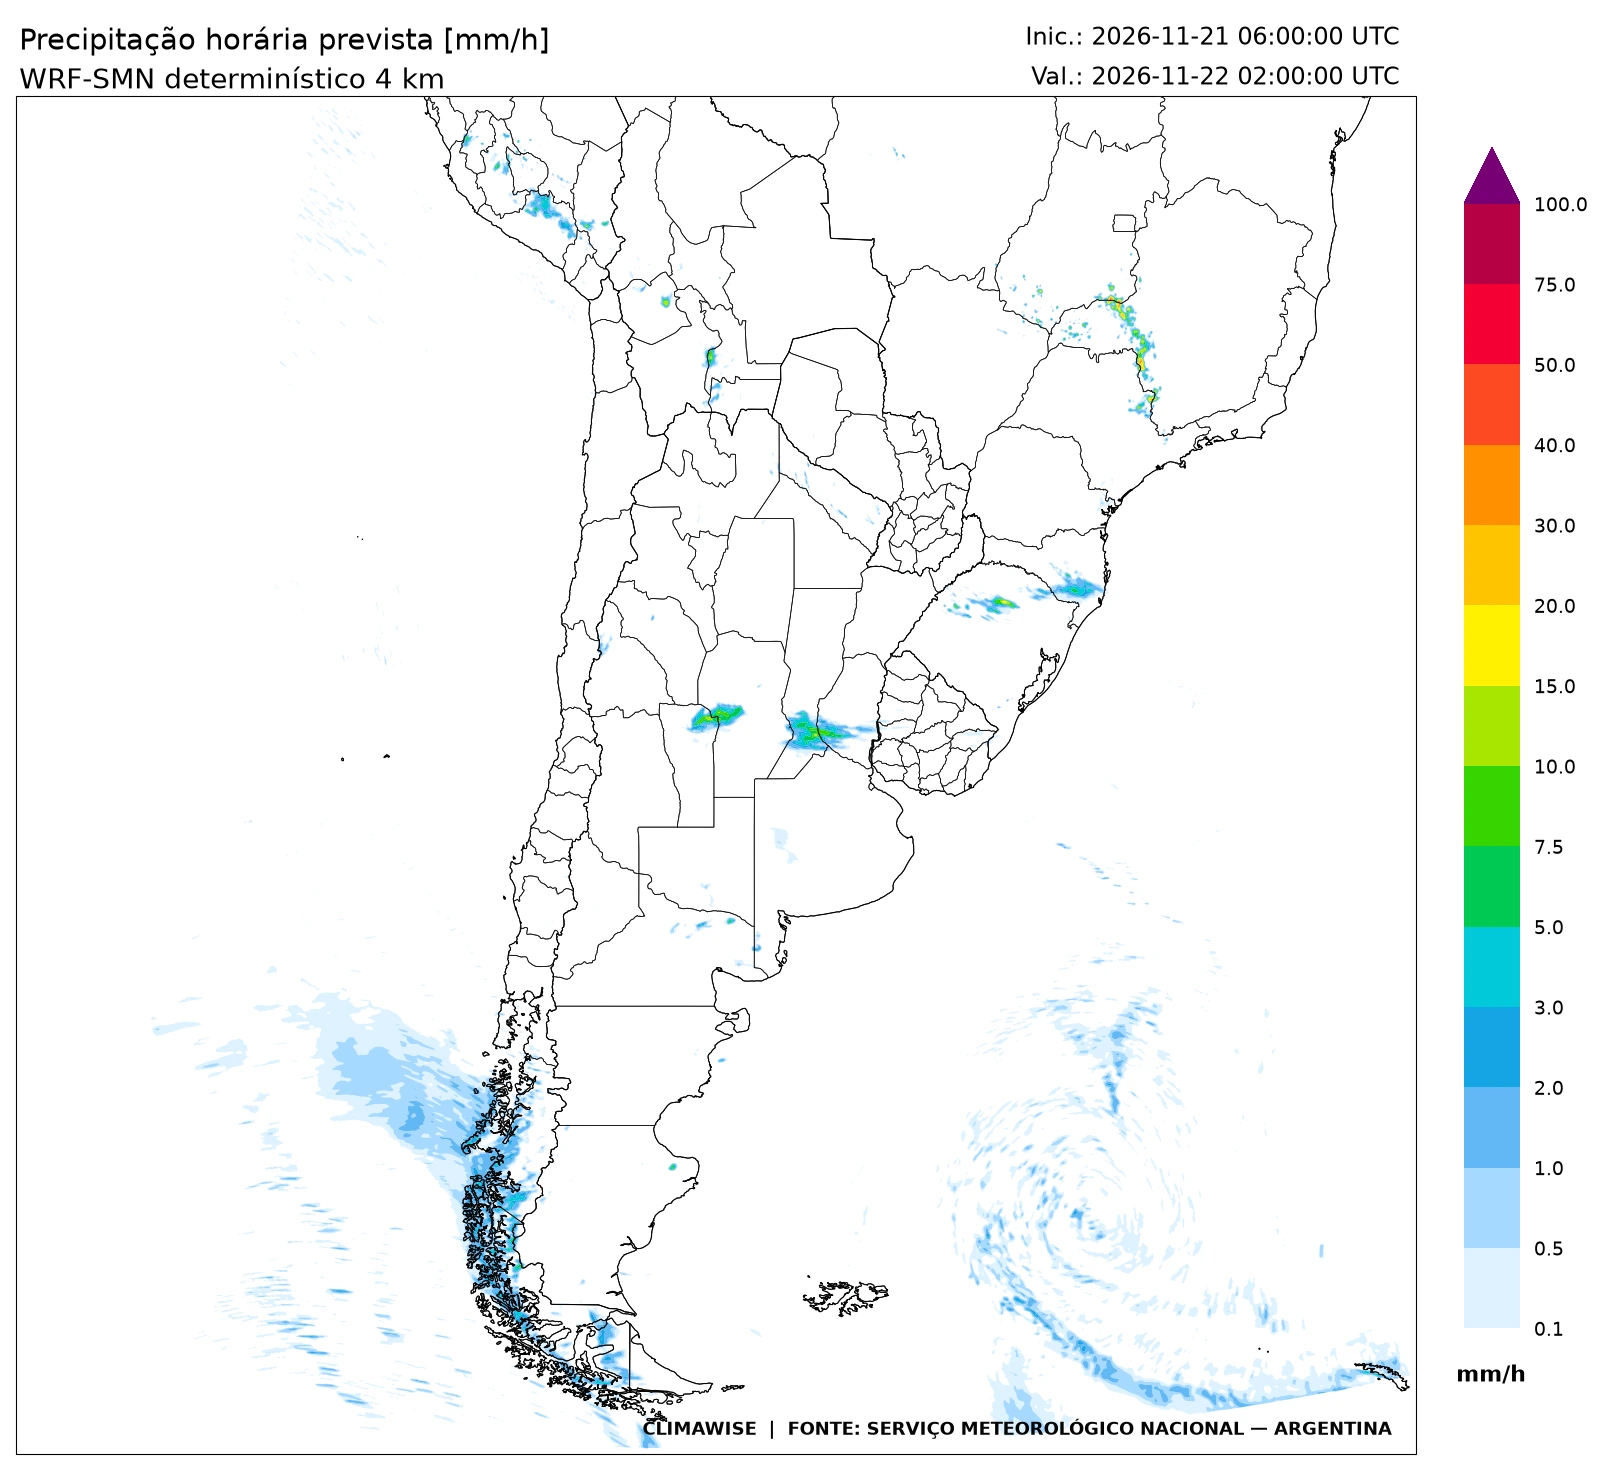 Precipitação horária prevista [mm/h]
WRF-SMN determinístico 4 km
Inic.: 2026-11-21 06:00:00 UTC
Val.: 2026-11-22 02:00:00 UTC
100.0
75.0
50.0
40.0
30.0
20.0
15.0
10.0
7.5
5.0
3.0
2.0
1.0
0.5
0.1
mm/h
CLIMAWISE | FONTE: SERVIÇO METEOROLÓGICO NACIONAL — ARGENTINA